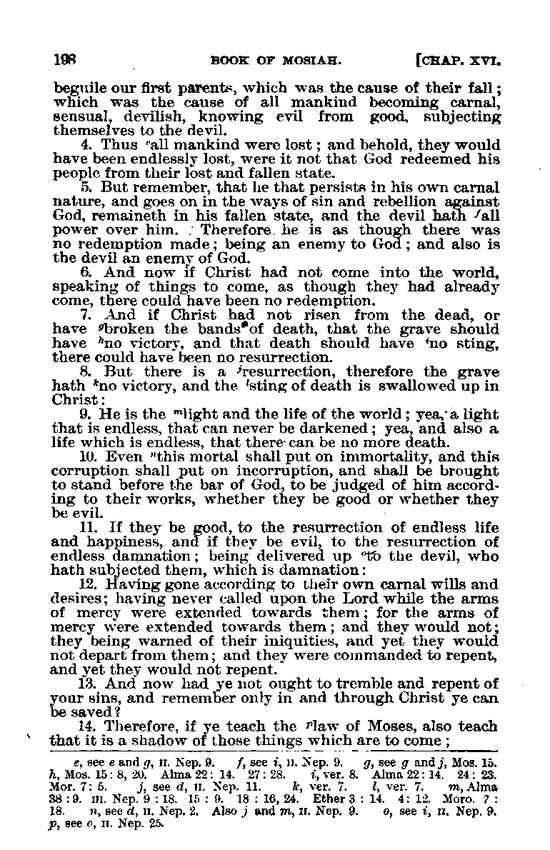 198 BOOK OF MOSIAH. [CHAP. XVI.
beguile our first parents, which was the cause of their fall;
which was the cause of all mankind becoming carnal,
sensual, devilish, knowing evil from good, subjecting
themselves to the devil.
4. Thus ᵉall mankind were lost; and behold, they would
have been endlessly lost, were it not that God redeemed his
people from their lost and fallen state.
5. But remember, that he that persists in his own carnal
nature, and goes on in the ways of sin and rebellion against
God, remaineth in his fallen state, and the devil hath ᶠall
power over him. Therefore he is as though there was
no redemption made; being an enemy to God; and also is
the devil an enemy of God.
6. And now if Christ had not come into the world,
speaking of things to come, as though they had already
come, there could have been no redemption.
7. And if Christ had not risen from the dead, or
have ᵍbroken the bands of death, that the grave should
have ʰno victory, and that death should have ⁱno sting,
there could have been no resurrection.
8. But there is a ʲresurrection, therefore the grave
hath ᵏno victory, and the ˡsting of death is swallowed up in
Christ:
9. He is the ᵐlight and the life of the world; yea, a light
that is endless, that can never be darkened; yea, and also a
life which is endless, that there can be no more death.
10. Even ⁿthis mortal shall put on immortality, and this
corruption shall put on incorruption, and shall be brought
to stand before the bar of God, to be judged of him accord-
ing to their works, whether they be good or whether they
be evil.
11. If they be good, to the resurrection of endless life
and happiness, and if they be evil, to the resurrection of
endless damnation; being delivered up ᵒto the devil, who
hath subjected them, which is damnation:
12. Having gone according to their own carnal wills and
desires; having never called upon the Lord while the arms
of mercy were extended towards them; for the arms of
mercy were extended towards them; and they would not;
they being warned of their iniquities, and yet they would
not depart from them; and they were commanded to repent,
and yet they would not repent.
13. And now had ye not ought to tremble and repent of
your sins, and remember only in and through Christ ye can
be saved?
14. Therefore, if ye teach the ᵖlaw of Moses, also teach
that it is a shadow of those things which are to come;
e, see e and g, II. Nep. 9. f, see i, II. Nep. 9. g, see g and j, Mos. 15.
h, Mos. 15:8, 20. Alma 22:14. 27:28. i, ver. 8. Alma 22:14. 24:23.
Mor. 7:5. j, see d, II. Nep. 11. k, ver. 7. l, ver. 7. m, Alma
38:9. III. Nep. 9:18. 15:9. 18:16, 24. Ether 3:14. 4:12. Moro. 7:
18. n, see d, II. Nep. 2. Also j and m, II. Nep. 9. o, see i, II. Nep. 9.
p, see o, II. Nep. 25.